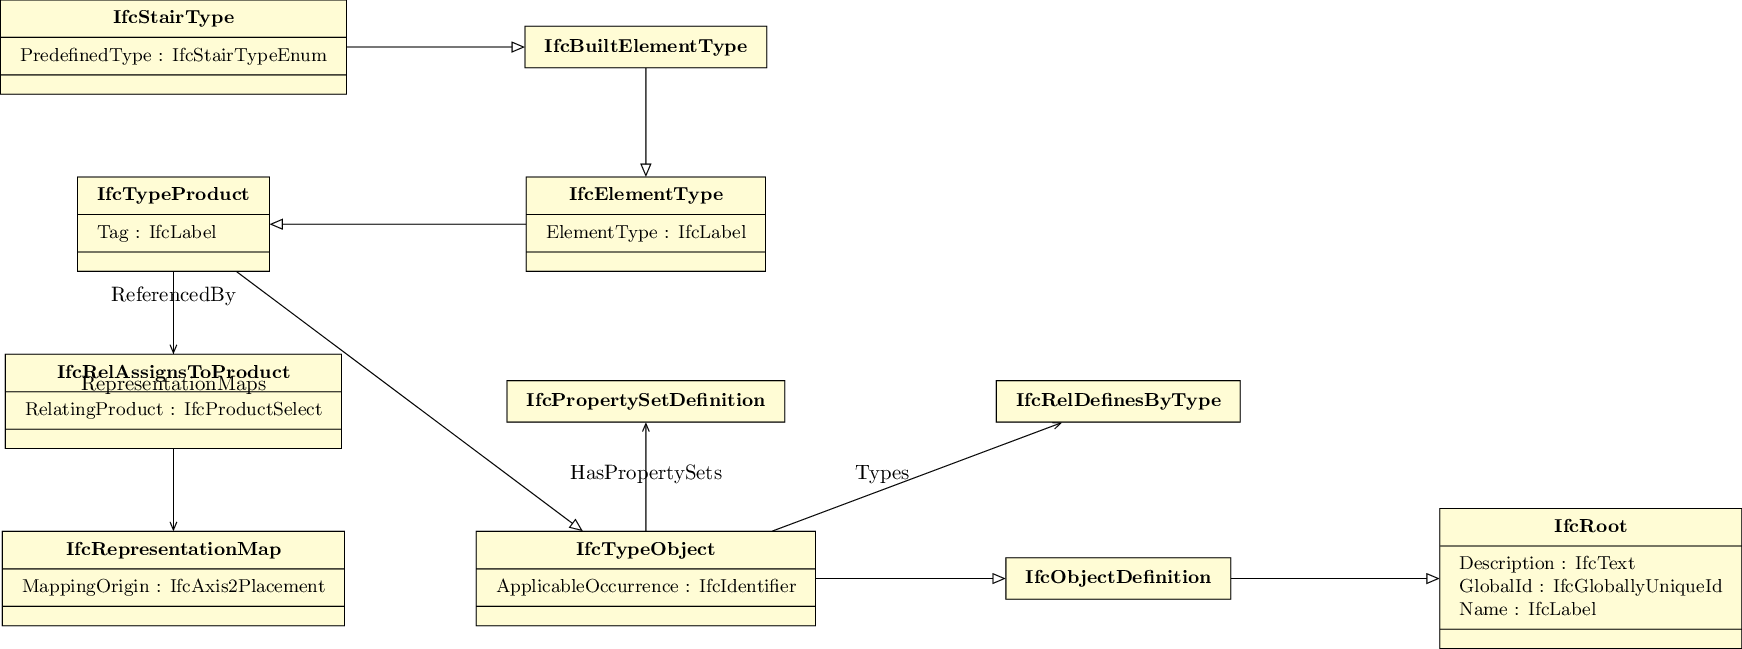 IfcStairType
PredefinedType : IfcStairTypeEnum
IfcBuiltElementType
IfcTypeProduct
Tag : IfcLabel
IfcElementType
ElementType : IfcLabel
ReferencedBy
IfcRelAssignsToProduct
RepresentationMaps
RelatingProduct : IfcProductSelect
IfcPropertySetDefinition
IfcRelDefinesByType
HasPropertySets
Types
IfcRepresentationMap
MappingOrigin : IfcAxis2Placement
IfcTypeObject
ApplicableOccurrence : IfcIdentifier
IfcObjectDefinition
IfcRoot
Description : IfcText
GlobalId : IfcGloballyUniqueId
Name : IfcLabel